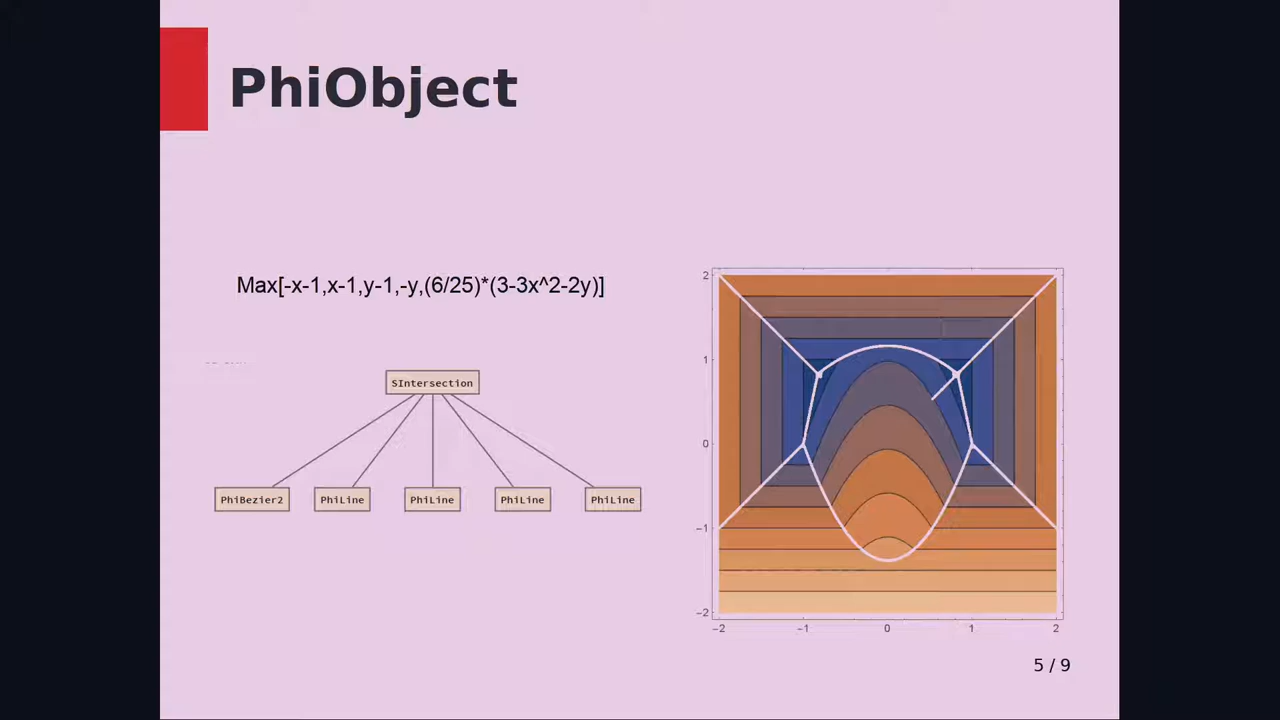 PhiObject
Max[-x-1,x-1,y-1,-y,(6/25)*(3-3x^2-2y)]
SIntersection
PhiBezier2 PhiLine PhiLine PhiLine PhiLine
2
1
0
−1
−2
−2 −1 0 1 2
5 / 9